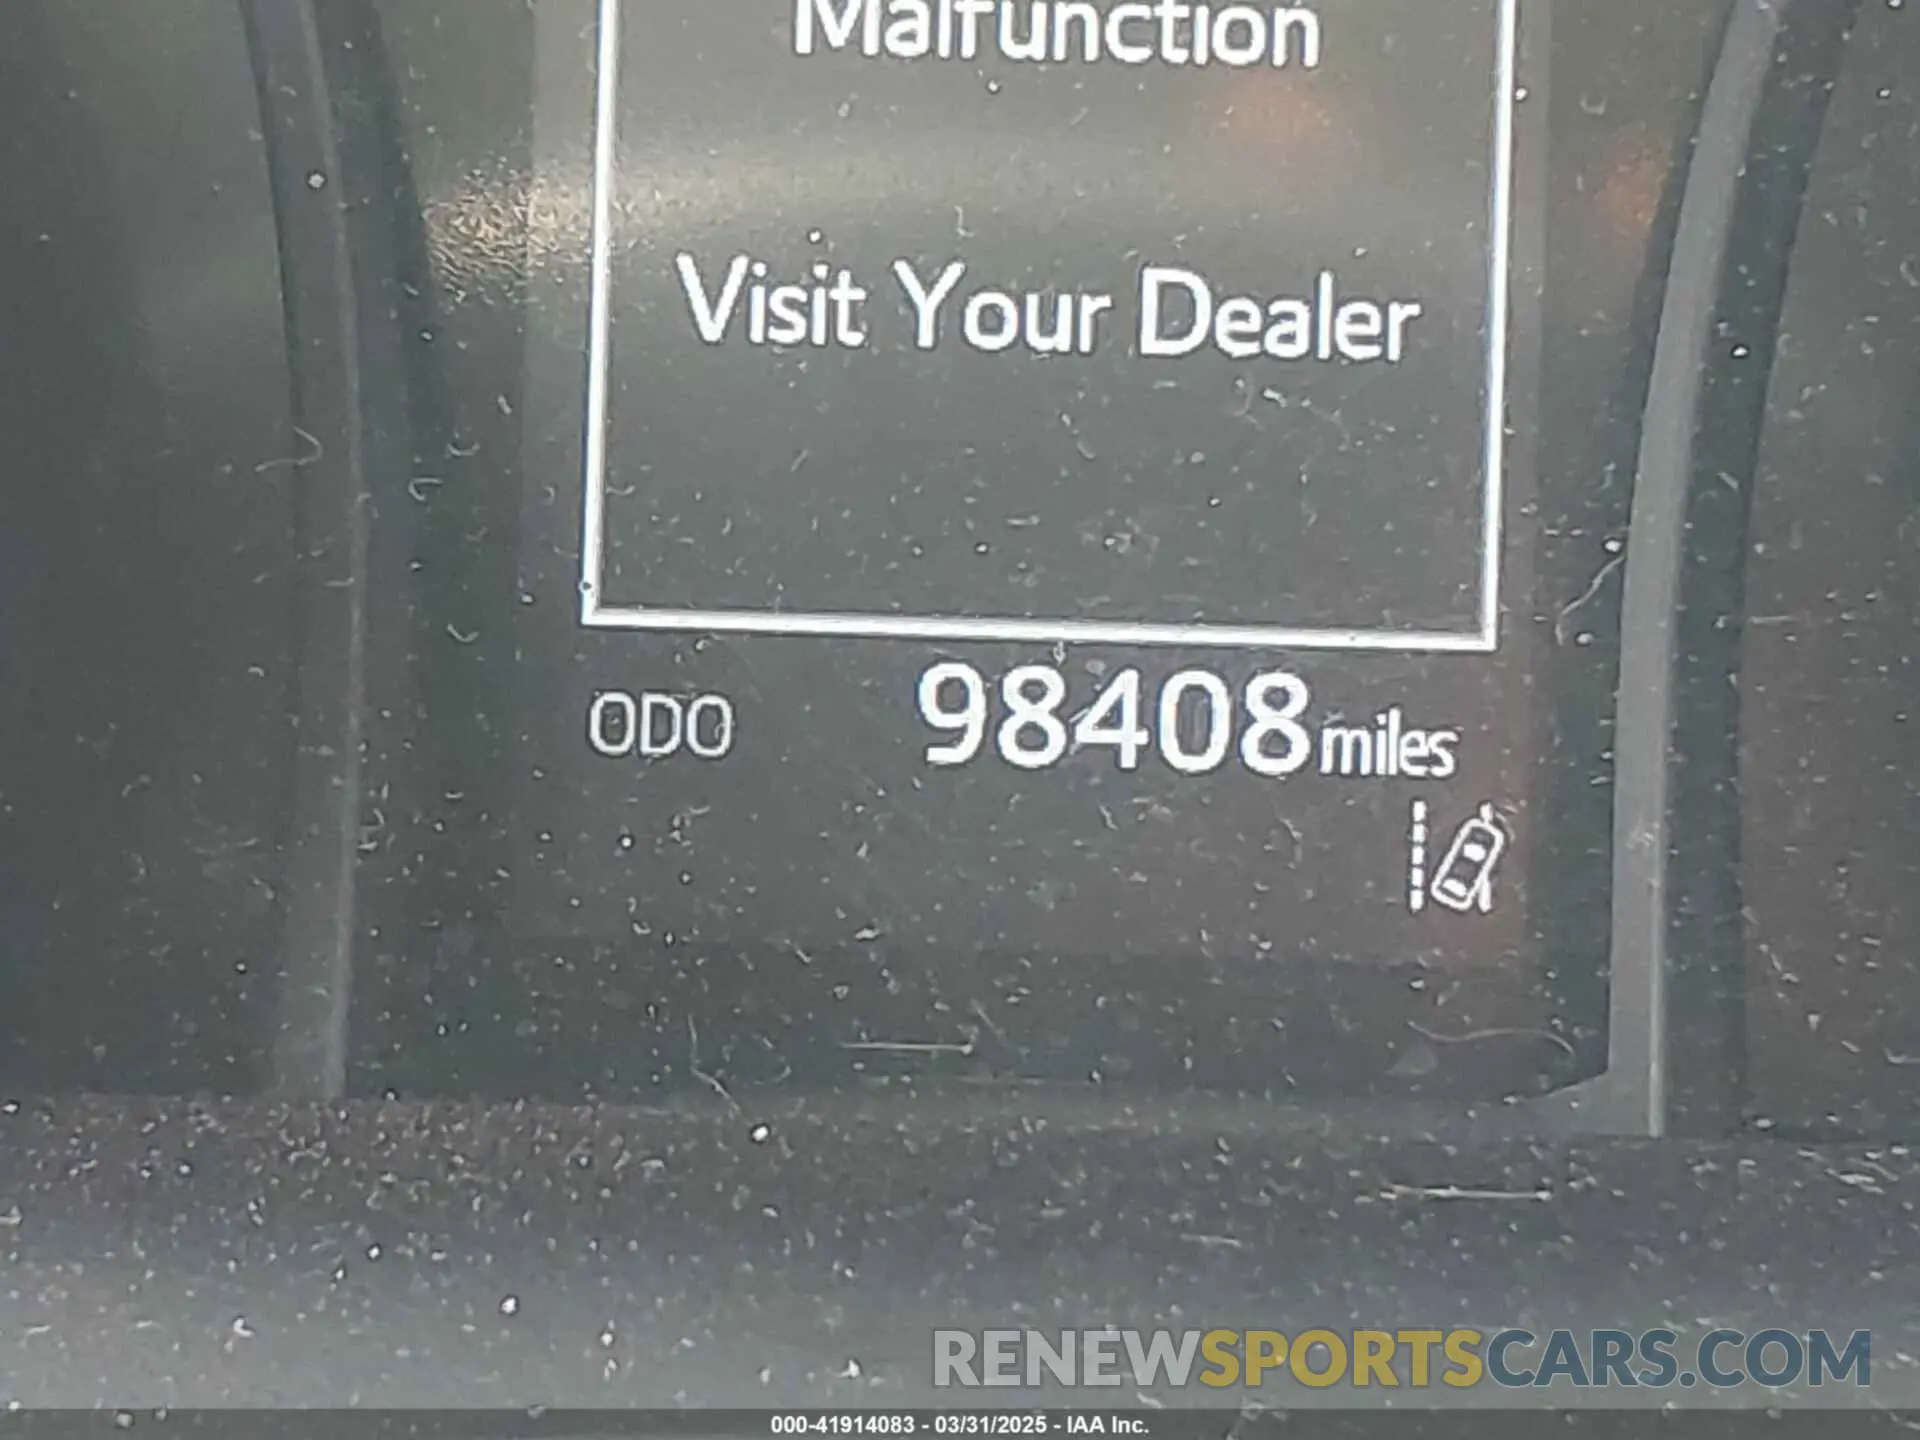 Malfunction
Visit Your Dealer
ODO 98408 miles
RENEWSPORTSCARS.COM
000-41914083 - 03/31/2025 - IAA Inc.